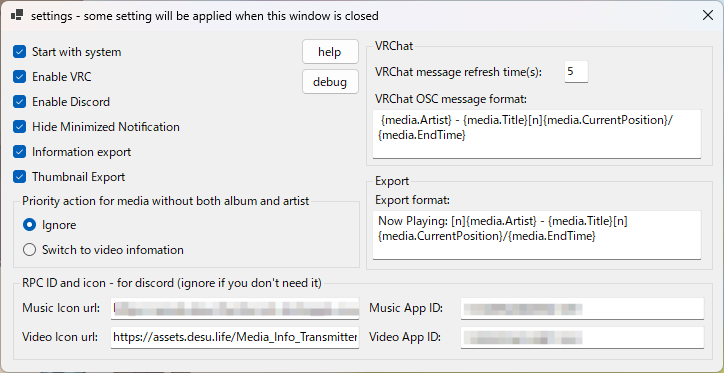 settings - some setting will be applied when this window is closed
Start with system
help
Enable VRC
debug
Enable Discord
Hide Minimized Notification
Information export
Thumbnail Export
Priority action for media without both album and artist
Ignore
Switch to video infomation
VRChat
VRChat message refresh time(s): 5
VRChat OSC message format:
{media.Artist} - {media.Title}[n]{media.CurrentPosition}/
{media.EndTime}
Export
Export format:
Now Playing: [n]{media.Artist} - {media.Title}[n]
{media.CurrentPosition}/{media.EndTime}
RPC ID and icon - for discord (ignore if you don't need it)
Music Icon url:
Music App ID:
Video Icon url: https://assets.desu.life/Media_Info_Transmitter
Video App ID: